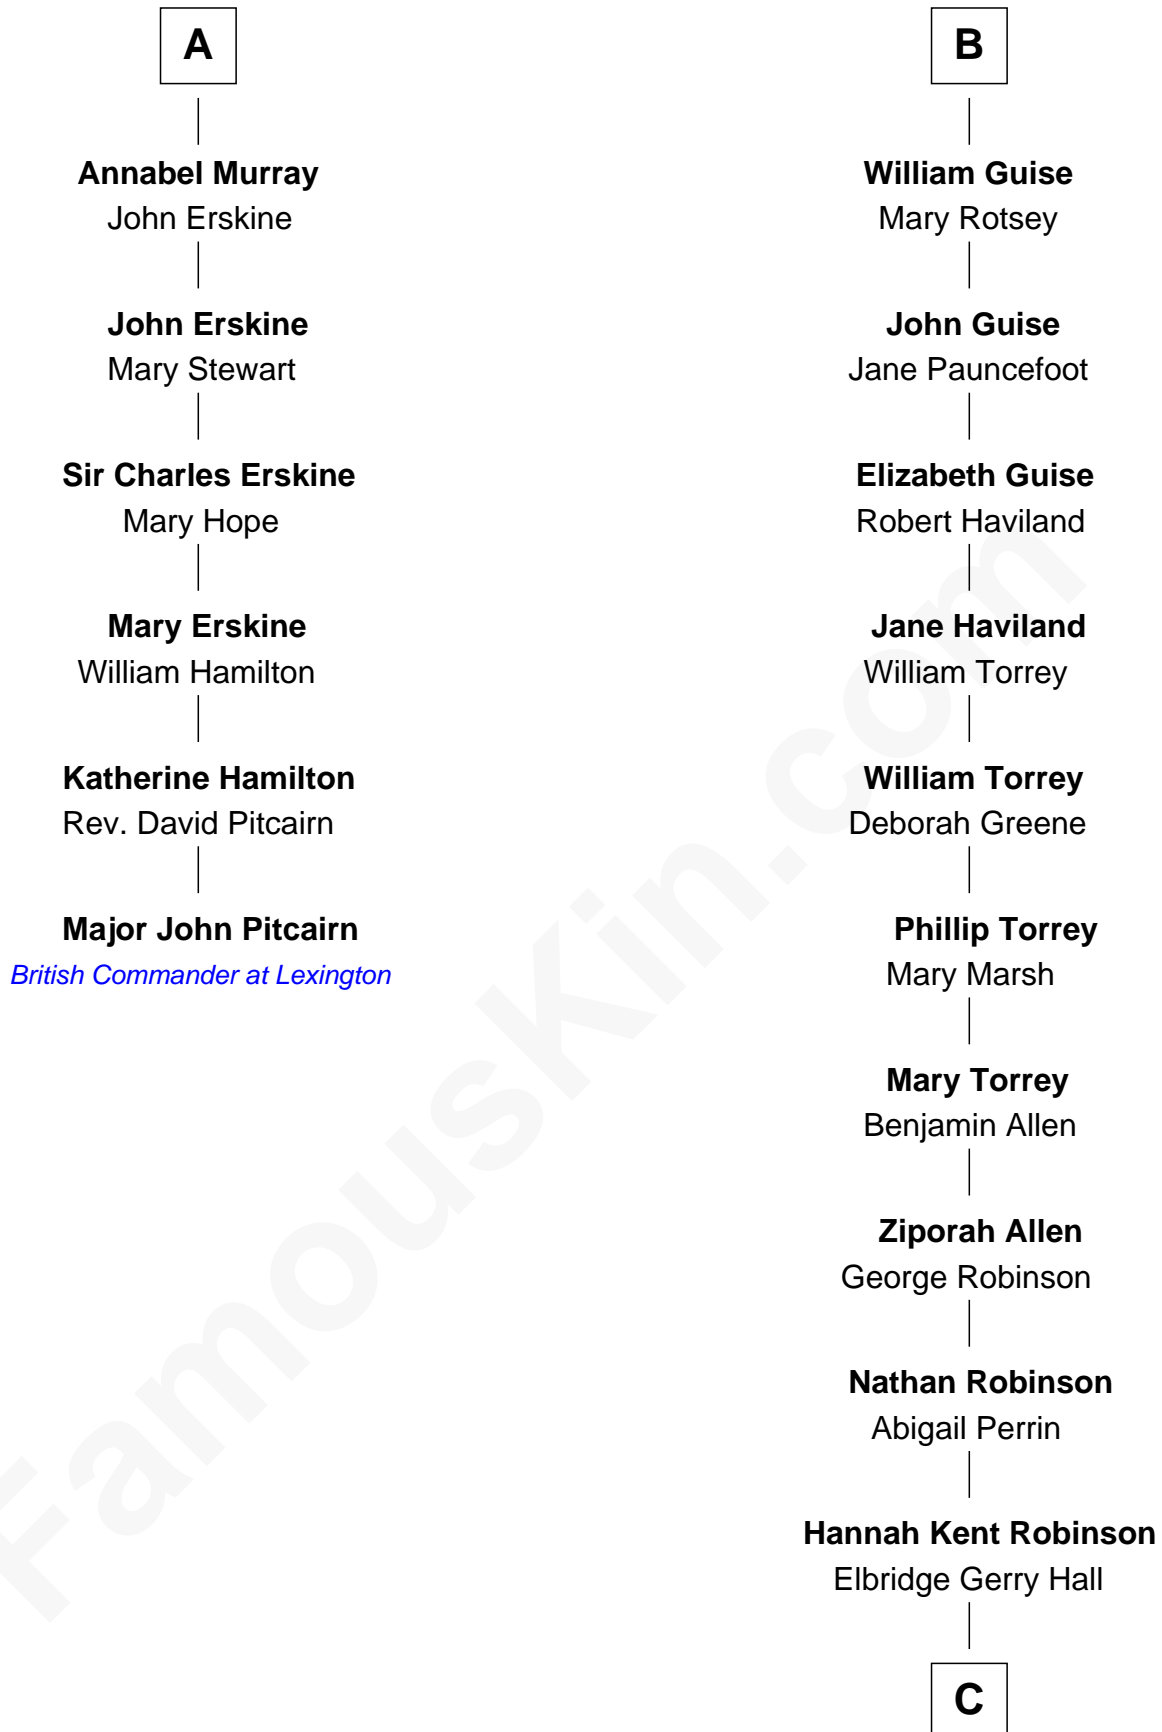 A
Annabel Murray
John Erskine
John Erskine
Mary Stewart
Sir Charles Erskine
Mary Hope
Mary Erskine
William Hamilton
Katherine Hamilton
Rev. David Pitcairn
Major John Pitcairn
British Commander at Lexington
B
William Guise
Mary Rotsey
John Guise
Jane Pauncefoot
Elizabeth Guise
Robert Haviland
Jane Haviland
William Torrey
William Torrey
Deborah Greene
Phillip Torrey
Mary Marsh
Mary Torrey
Benjamin Allen
Ziporah Allen
George Robinson
Nathan Robinson
Abigail Perrin
Hannah Kent Robinson
Elbridge Gerry Hall
C
FamousKin.com